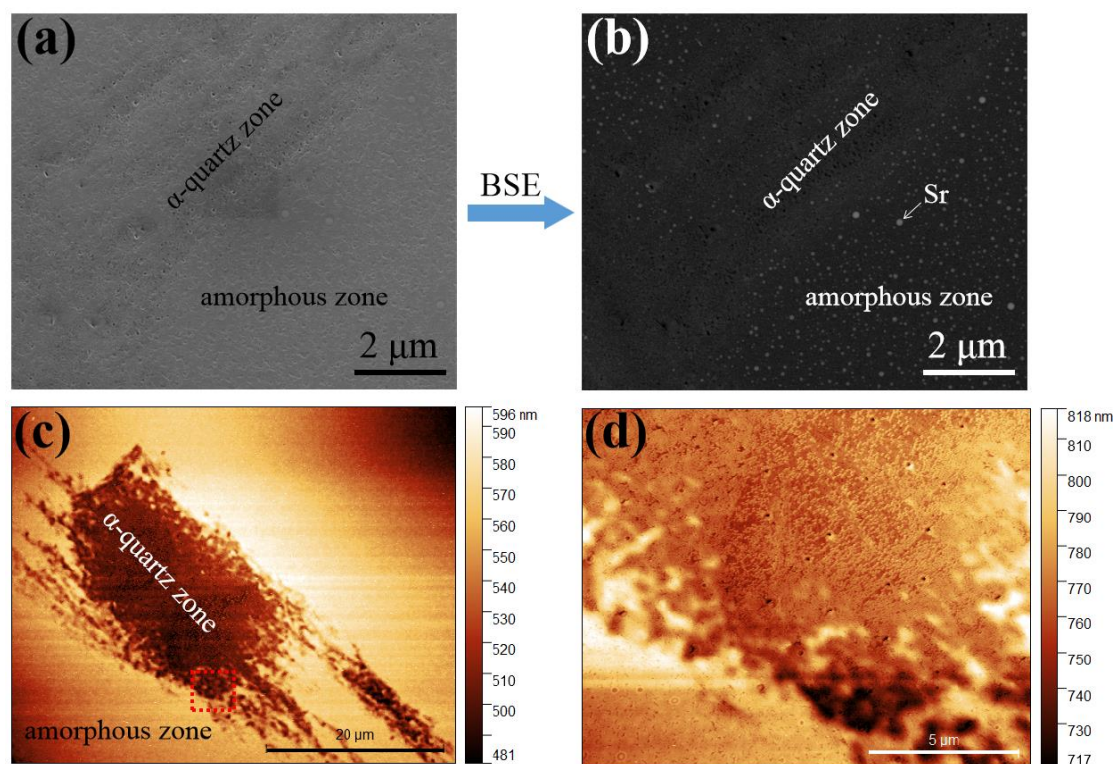 (a)
α-quartz zone
amorphous zone
2 μm
BSE
(b)
α-quartz zone
Sr
amorphous zone
2 μm
(c)
α-quartz zone
amorphous zone
20 μm
596 nm
590
580
570
560
550
540
530
520
510
500
490
481
(d)
5 μm
818 nm
810
800
790
780
770
760
750
740
730
717